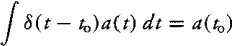 ∫ δ(t − t₀)a(t) dt = a(t₀)